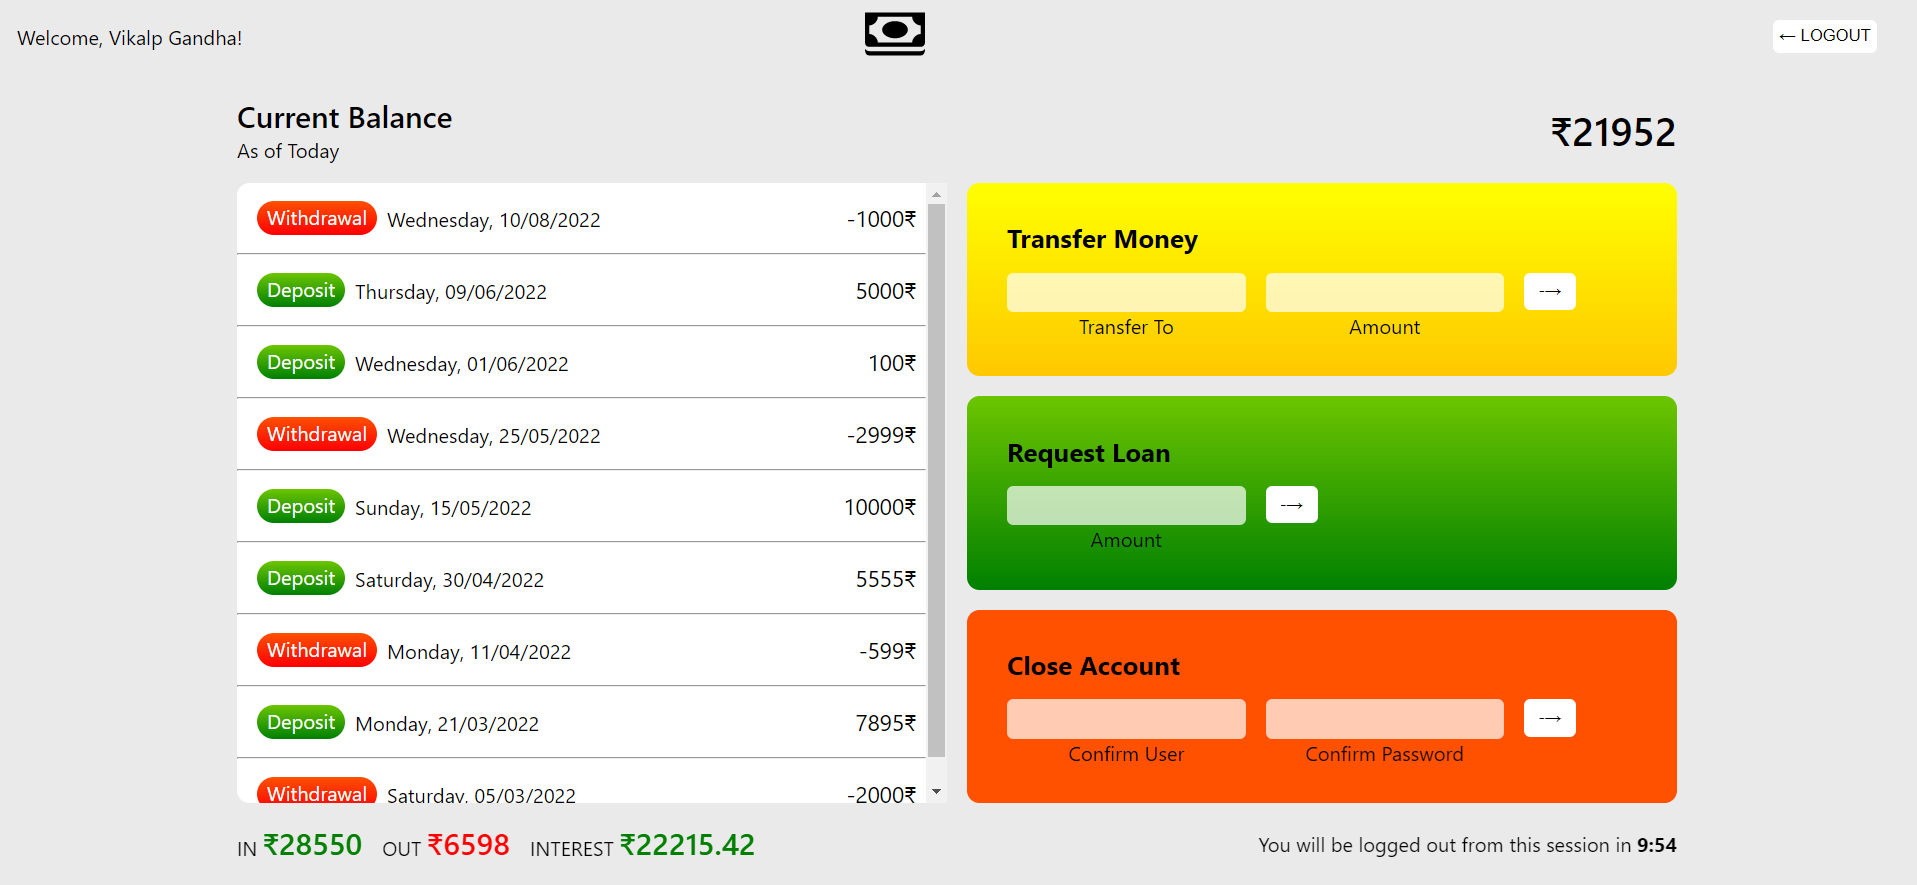 Welcome, Vikalp Gandha!
← LOGOUT
Current Balance
As of Today
₹21952
Withdrawal Wednesday, 10/08/2022 -1000₹
Deposit Thursday, 09/06/2022 5000₹
Deposit Wednesday, 01/06/2022 100₹
Withdrawal Wednesday, 25/05/2022 -2999₹
Deposit Sunday, 15/05/2022 10000₹
Deposit Saturday, 30/04/2022 5555₹
Withdrawal Monday, 11/04/2022 -599₹
Deposit Monday, 21/03/2022 7895₹
Withdrawal Saturday, 05/03/2022 -2000₹
Transfer Money
Transfer To
Amount
Request Loan
Amount
Close Account
Confirm User
Confirm Password
IN ₹28550 OUT ₹6598 INTEREST ₹22215.42
You will be logged out from this session in 9:54